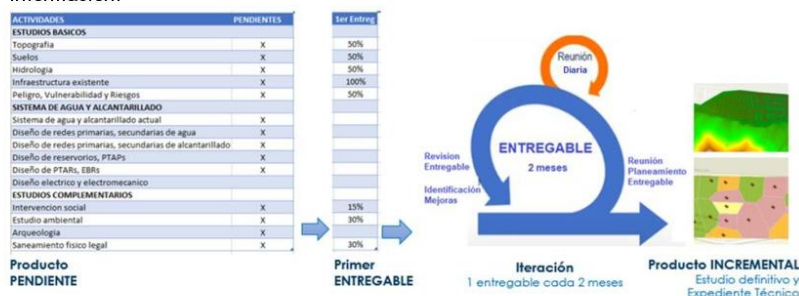 ACTIVIDADES PENDIENTES 1er Entreg
ESTUDIOS BASICOS
Topografia X 50%
Suelos X 50%
Hidrologia X 50%
Infraestructura existente X 100%
Peligro, Vulnerabilidad y Riesgos X 50%
SISTEMA DE AGUA Y ALCANTARILLADO
Sistema de agua y alcantarillado actual X
Diseño de redes primarias, secundarias de agua X
Diseño de redes primarias, secundarias de alcantarillado X
Diseño de reservorios, PTAPs X
Diseño de PTARs, EBRs X
Diseño electrico y electromecanico
ESTUDIOS COMPLEMENTARIOS
Intervencion social X 15%
Estudio ambiental X 30%
Arqueologia X
Saneamiento fisico legal X 30%
Producto
PENDIENTE
Primer
ENTREGABLE
Reunión
Diaria
ENTREGABLE
2 meses
Revision
Entregable
Identificación
Mejoras
Reunión
Planeamiento
Entregable
Iteración
1 entregable cada 2 meses
Producto INCREMENTAL
Estudio definitivo y
Expediente Técnico